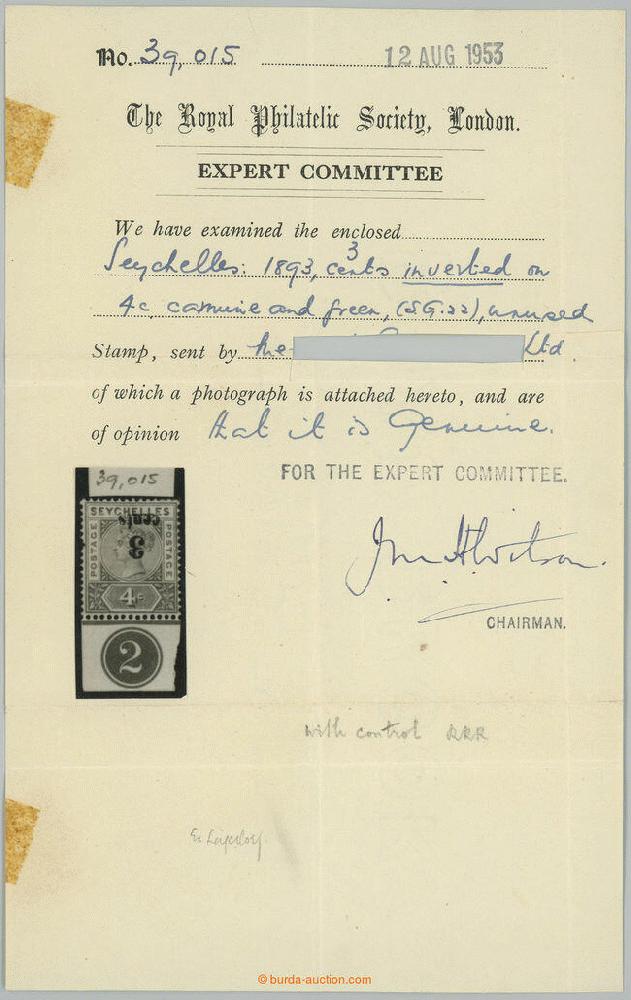 No. 39,015 12 AUG 1953
The Royal Philatelic Society, London.
EXPERT COMMITTEE
We have examined the enclosed
Seychelles: 1893, 3 cents inverted on
4c carmine and green, (S.G.22), unused
Stamp, sent by the Ltd.
of which a photograph is attached hereto, and are
of opinion that it is Genuine.
FOR THE EXPERT COMMITTEE.
39,015
SEYCHELLES
POSTAGE
POSTAGE
3
cents
4c
2
CHAIRMAN.
with control RRR
Ex
© burda-auction.com